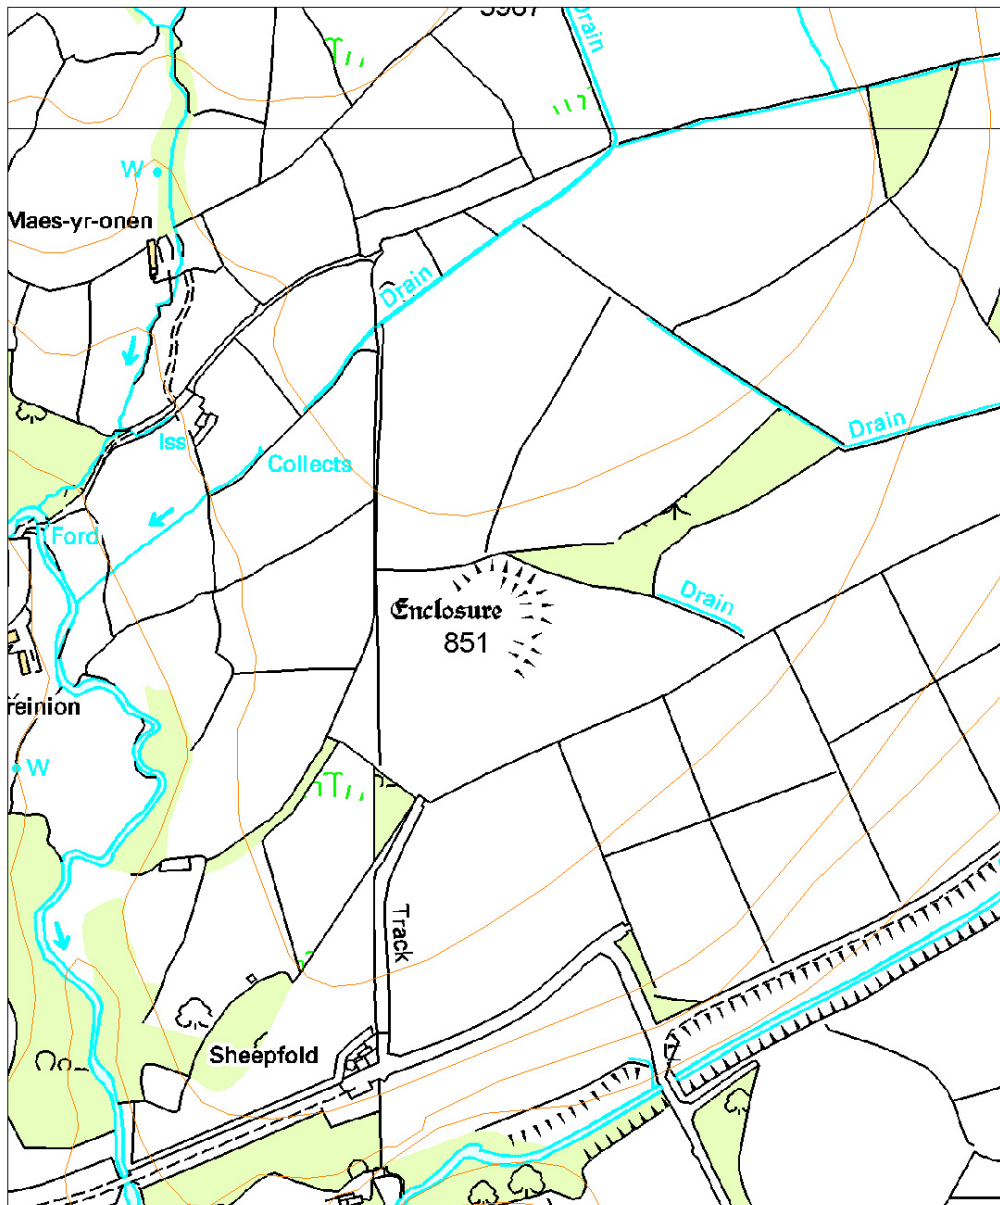 Drain
W
Maes-yr-onen
Drain
Drain
Iss
Collects
Ford
Drain
Enclosure
851
reinion
W
Track
Sheepfold